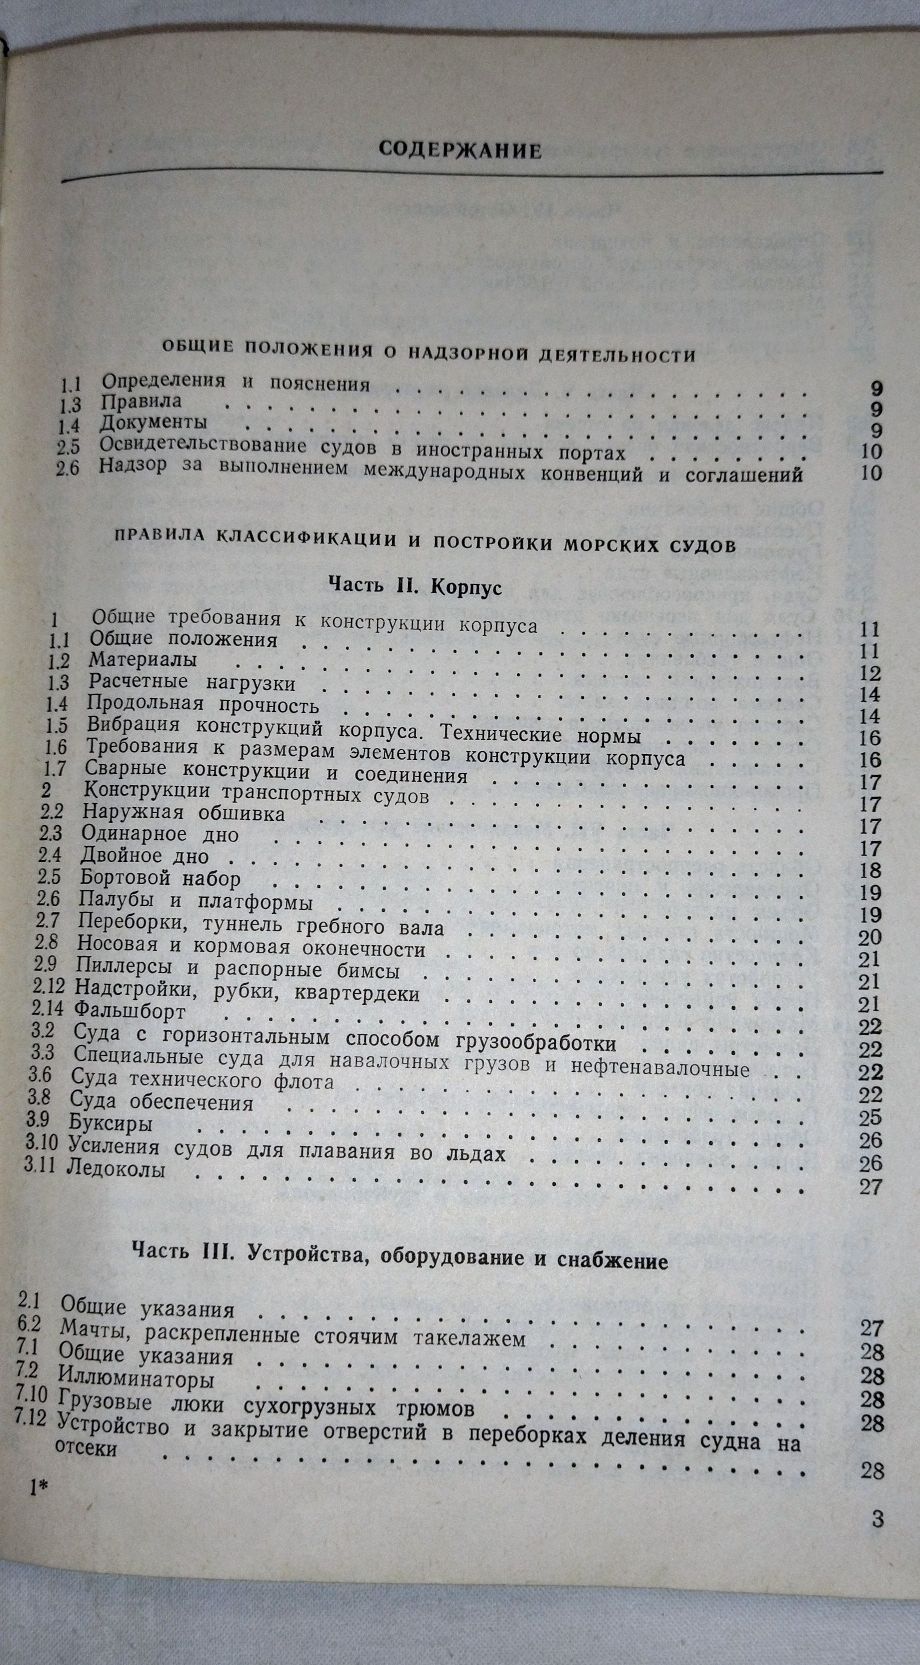 СОДЕРЖАНИЕ
ОБЩИЕ ПОЛОЖЕНИЯ О НАДЗОРНОЙ ДЕЯТЕЛЬНОСТИ
1.1 Определения и пояснения . . . . . . . . . . . . . . . . . . . 9
1.3 Правила . . . . . . . . . . . . . . . . . . . . . . . . . . 9
1.4 Документы . . . . . . . . . . . . . . . . . . . . . . . . . 9
2.5 Освидетельствование судов в иностранных портах . . . . . . . . 10
2.6 Надзор за выполнением международных конвенций и соглашений 10
ПРАВИЛА КЛАССИФИКАЦИИ И ПОСТРОЙКИ МОРСКИХ СУДОВ
Часть II. Корпус
1 Общие требования к конструкции корпуса . . . . . . . . . . . . 11
1.1 Общие положения . . . . . . . . . . . . . . . . . . . . . . . 11
1.2 Материалы . . . . . . . . . . . . . . . . . . . . . . . . . . 12
1.3 Расчетные нагрузки . . . . . . . . . . . . . . . . . . . . . . 14
1.4 Продольная прочность . . . . . . . . . . . . . . . . . . . . . 14
1.5 Вибрация конструкций корпуса. Технические нормы . . . . . . . 16
1.6 Требования к размерам элементов конструкции корпуса . . . . . 16
1.7 Сварные конструкции и соединения . . . . . . . . . . . . . . 17
2 Конструкции транспортных судов . . . . . . . . . . . . . . . . 17
2.2 Наружная обшивка . . . . . . . . . . . . . . . . . . . . . . 17
2.3 Одинарное дно . . . . . . . . . . . . . . . . . . . . . . . . 17
2.4 Двойное дно . . . . . . . . . . . . . . . . . . . . . . . . . 18
2.5 Бортовой набор . . . . . . . . . . . . . . . . . . . . . . . . 19
2.6 Палубы и платформы . . . . . . . . . . . . . . . . . . . . . 19
2.7 Переборки, туннель гребного вала . . . . . . . . . . . . . . . 20
2.8 Носовая и кормовая оконечности . . . . . . . . . . . . . . . . 21
2.9 Пиллерсы и распорные бимсы . . . . . . . . . . . . . . . . . 21
2.12 Надстройки, рубки, квартердеки . . . . . . . . . . . . . . . . 21
2.14 Фальшборт . . . . . . . . . . . . . . . . . . . . . . . . . . 22
3.2 Суда с горизонтальным способом грузообработки . . . . . . . . 22
3.3 Специальные суда для навалочных грузов и нефтенавалочные . . . 22
3.6 Суда технического флота . . . . . . . . . . . . . . . . . . . 22
3.8 Суда обеспечения . . . . . . . . . . . . . . . . . . . . . . . 25
3.9 Буксиры . . . . . . . . . . . . . . . . . . . . . . . . . . . 26
3.10 Усиления судов для плавания во льдах . . . . . . . . . . . . . 26
3.11 Ледоколы . . . . . . . . . . . . . . . . . . . . . . . . . . . 27
Часть III. Устройства, оборудование и снабжение
2.1 Общие указания . . . . . . . . . . . . . . . . . . . . . . . . 27
6.2 Мачты, раскрепленные стоячим такелажем . . . . . . . . . . . . 28
7.1 Общие указания . . . . . . . . . . . . . . . . . . . . . . . . 28
7.2 Иллюминаторы . . . . . . . . . . . . . . . . . . . . . . . . . 28
7.10 Грузовые люки сухогрузных трюмов . . . . . . . . . . . . . . 28
7.12 Устройство и закрытие отверстий в переборках деления судна на
отсеки . . . . . . . . . . . . . . . . . . . . . . . . . . . . . 28
1*
3